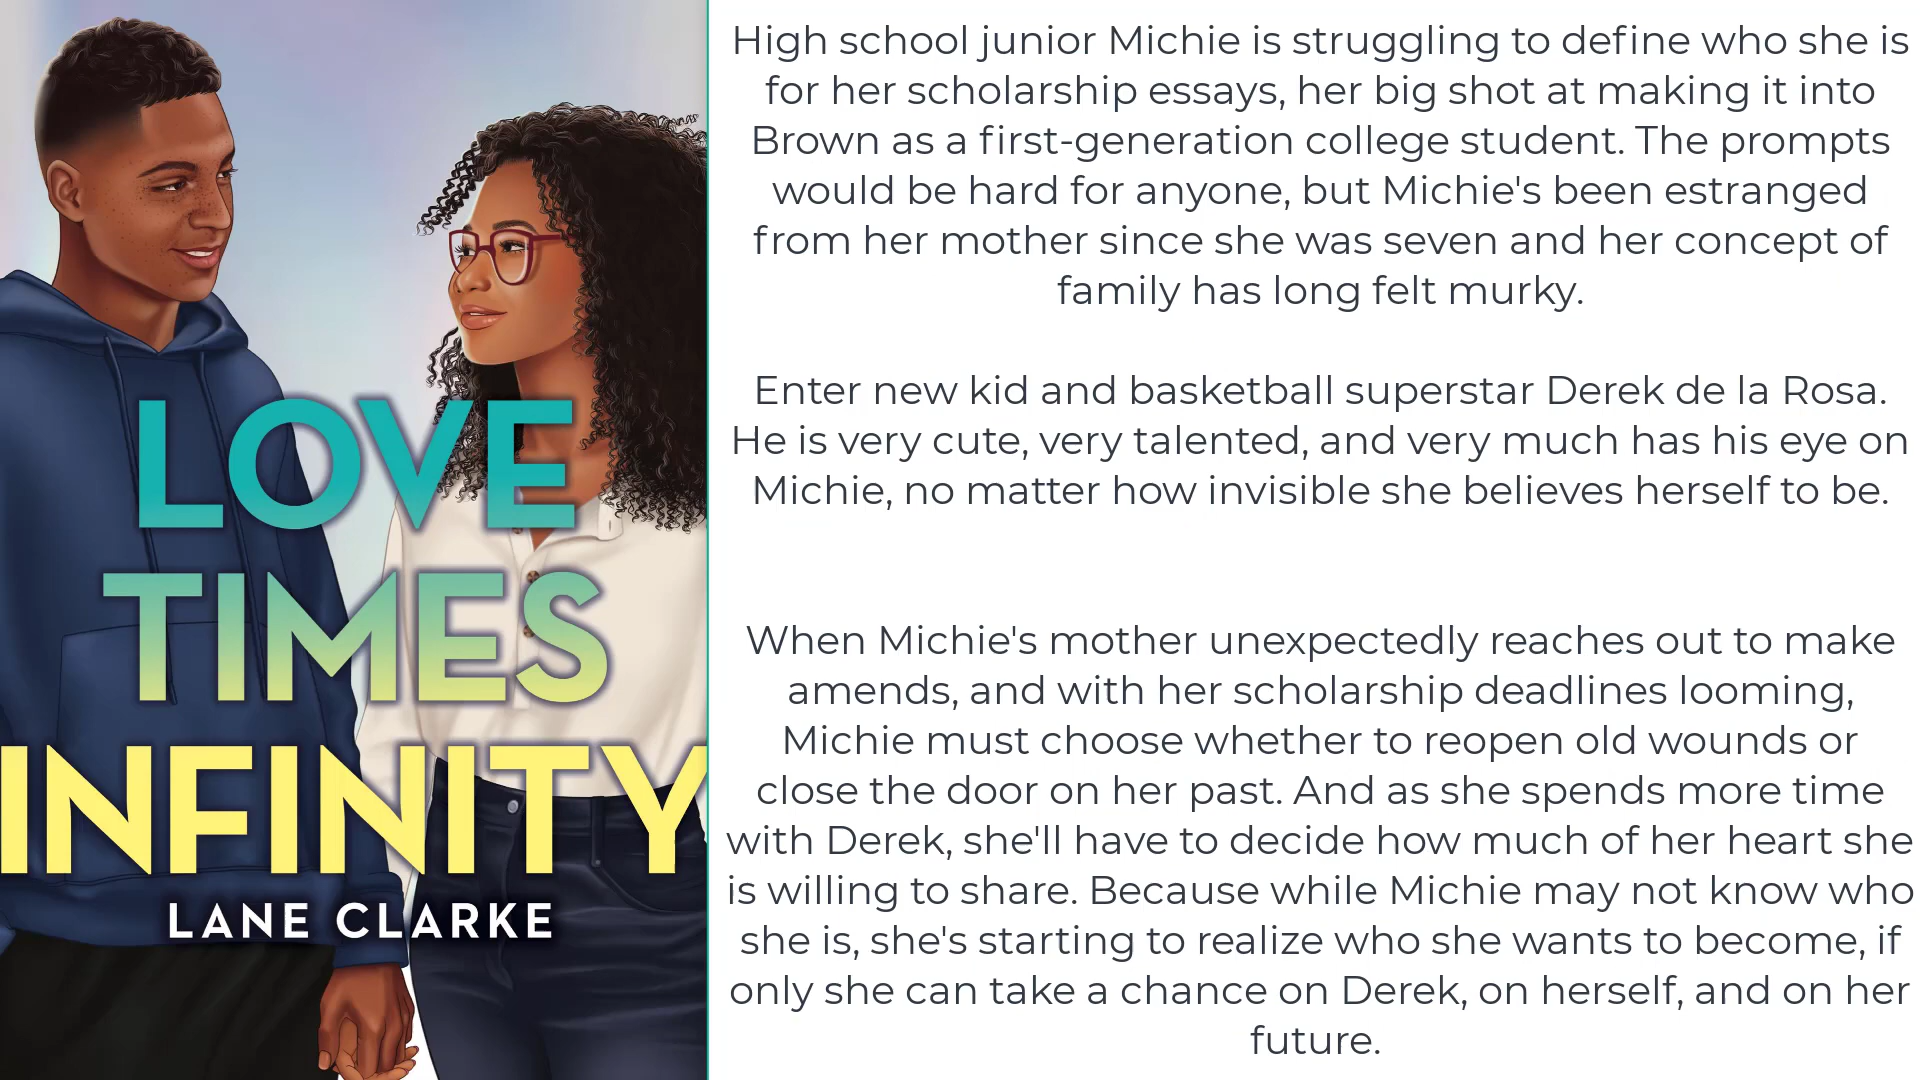 LOVE
TIMES
INFINITY
LANE CLARKE
High school junior Michie is struggling to define who she is
for her scholarship essays, her big shot at making it into
Brown as a first-generation college student. The prompts
would be hard for anyone, but Michie's been estranged
from her mother since she was seven and her concept of
family has long felt murky.
Enter new kid and basketball superstar Derek de la Rosa.
He is very cute, very talented, and very much has his eye on
Michie, no matter how invisible she believes herself to be.
When Michie's mother unexpectedly reaches out to make
amends, and with her scholarship deadlines looming,
Michie must choose whether to reopen old wounds or
close the door on her past. And as she spends more time
with Derek, she'll have to decide how much of her heart she
is willing to share. Because while Michie may not know who
she is, she's starting to realize who she wants to become, if
only she can take a chance on Derek, on herself, and on her
future.